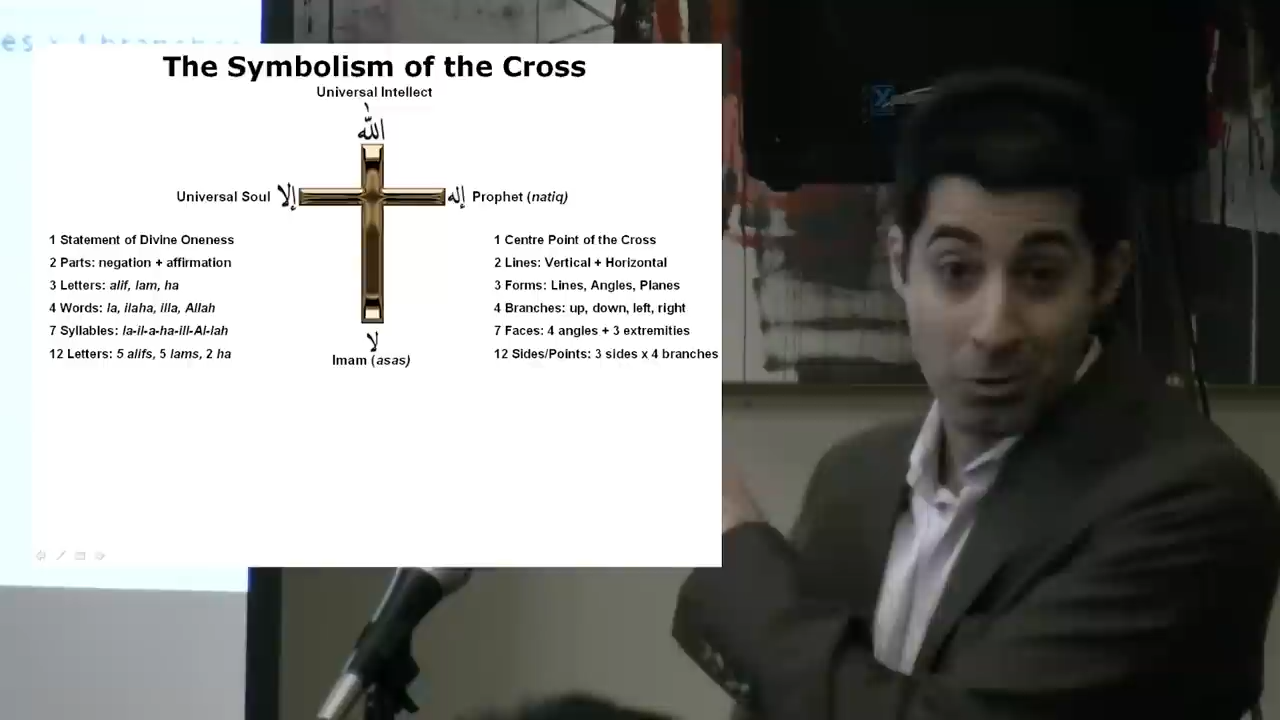 es x 4 branches
The Symbolism of the Cross
Universal Intellect
الله
Universal Soul إلا إله Prophet (natiq)
1 Statement of Divine Oneness
2 Parts: negation + affirmation
3 Letters: alif, lam, ha
4 Words: la, ilaha, illa, Allah
7 Syllables: la-il-a-ha-ill-Al-lah
12 Letters: 5 alifs, 5 lams, 2 ha
1 Centre Point of the Cross
2 Lines: Vertical + Horizontal
3 Forms: Lines, Angles, Planes
4 Branches: up, down, left, right
7 Faces: 4 angles + 3 extremities
12 Sides/Points: 3 sides x 4 branches
لا
Imam (asas)